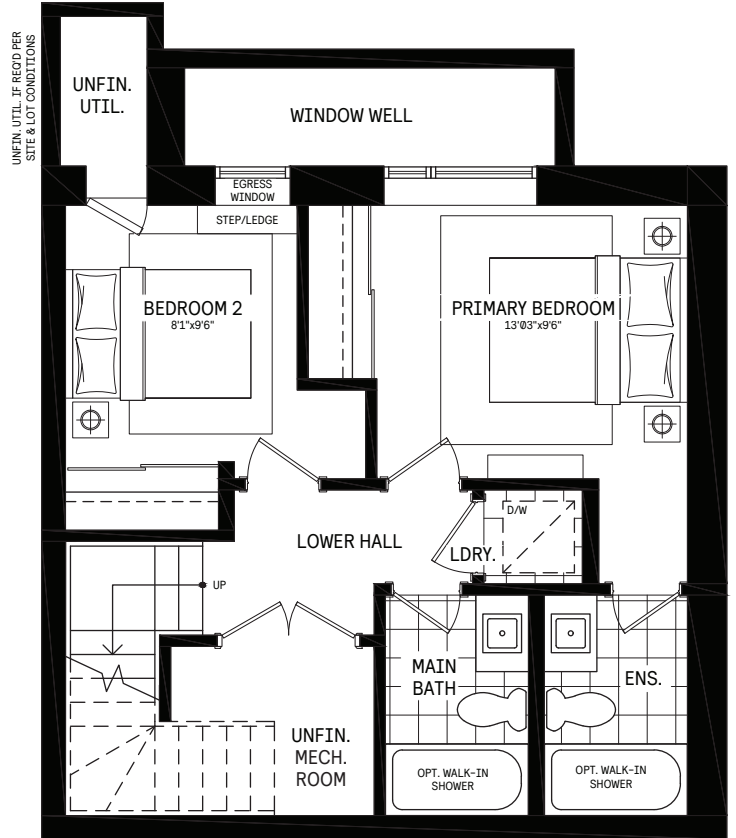 UNFIN. UTIL. IF REQ'D PER
SITE & LOT CONDITIONS
UNFIN.
UTIL.
WINDOW WELL
EGRESS
WINDOW
STEP/LEDGE
BEDROOM 2
8'1"x9'6"
PRIMARY BEDROOM
13'03"x9'6"
D/W
LOWER HALL
LDRY.
UP
MAIN
BATH
ENS.
UNFIN.
MECH.
ROOM
OPT. WALK-IN
SHOWER
OPT. WALK-IN
SHOWER